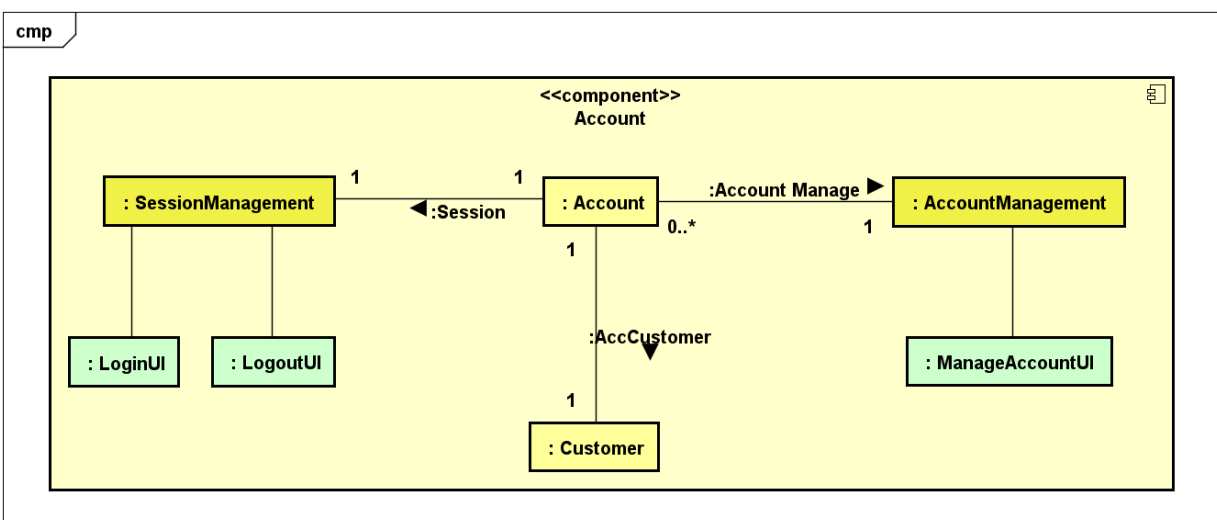 cmp
<<component>>
Account
1
1
: SessionManagement
:Session
: Account
:Account Manage
: AccountManagement
0..*
1
1
:AccCustomer
: LoginUI
: LogoutUI
: ManageAccountUI
1
: Customer